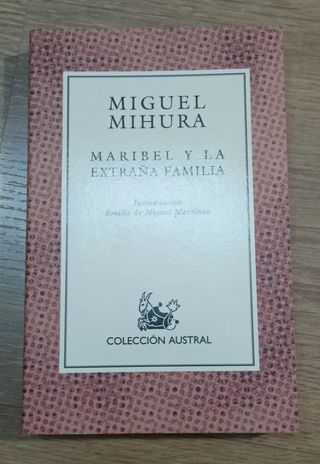 MIGUEL
MIHURA
MARIBEL Y LA
EXTRAÑA FAMILIA
Introducción
Emilio de Miguel Martínez
COLECCIÓN AUSTRAL